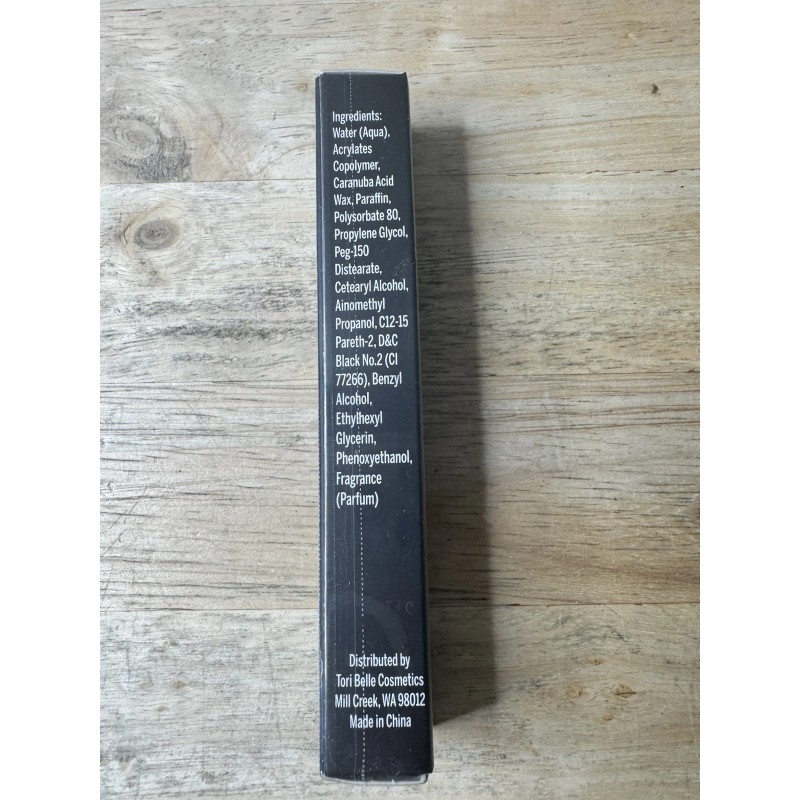 Ingredients:
Water (Aqua),
Acrylates
Copolymer,
Caranuba Acid
Wax, Paraffin,
Polysorbate 80,
Propylene Glycol,
Peg-150
Distearate,
Cetearyl Alcohol,
Ainomethyl
Propanol, C12-15
Pareth-2, D&C
Black No.2 (CI
77266), Benzyl
Alcohol,
Ethylhexyl
Glycerin,
Phenoxyethanol,
Fragrance
(Parfum)
Distributed by
Tori Belle Cosmetics
Mill Creek, WA 98012
Made in China